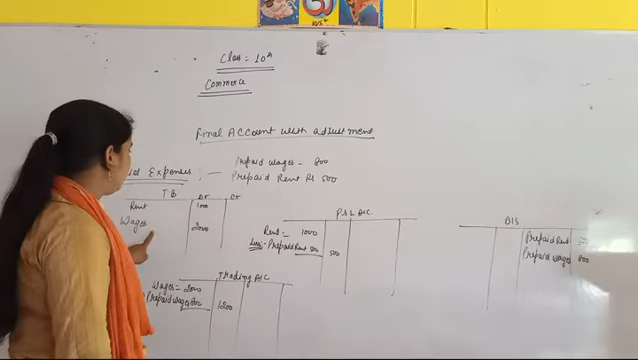 Class = 10th
Commerce
Final Account with adjustment
Expenses :-
Prepaid wages = 800
Prepaid Rent Rs 500
T B
Dr Cr
Rent 1000
Wages 2000
P & L A/C
Rent = 1000
Less:- Prepaid Rent 500 500
B/S
Prepaid Rent
Prepaid Wages 800
Trading A/C
Wages = 2000
Prepaid wages 800 1200